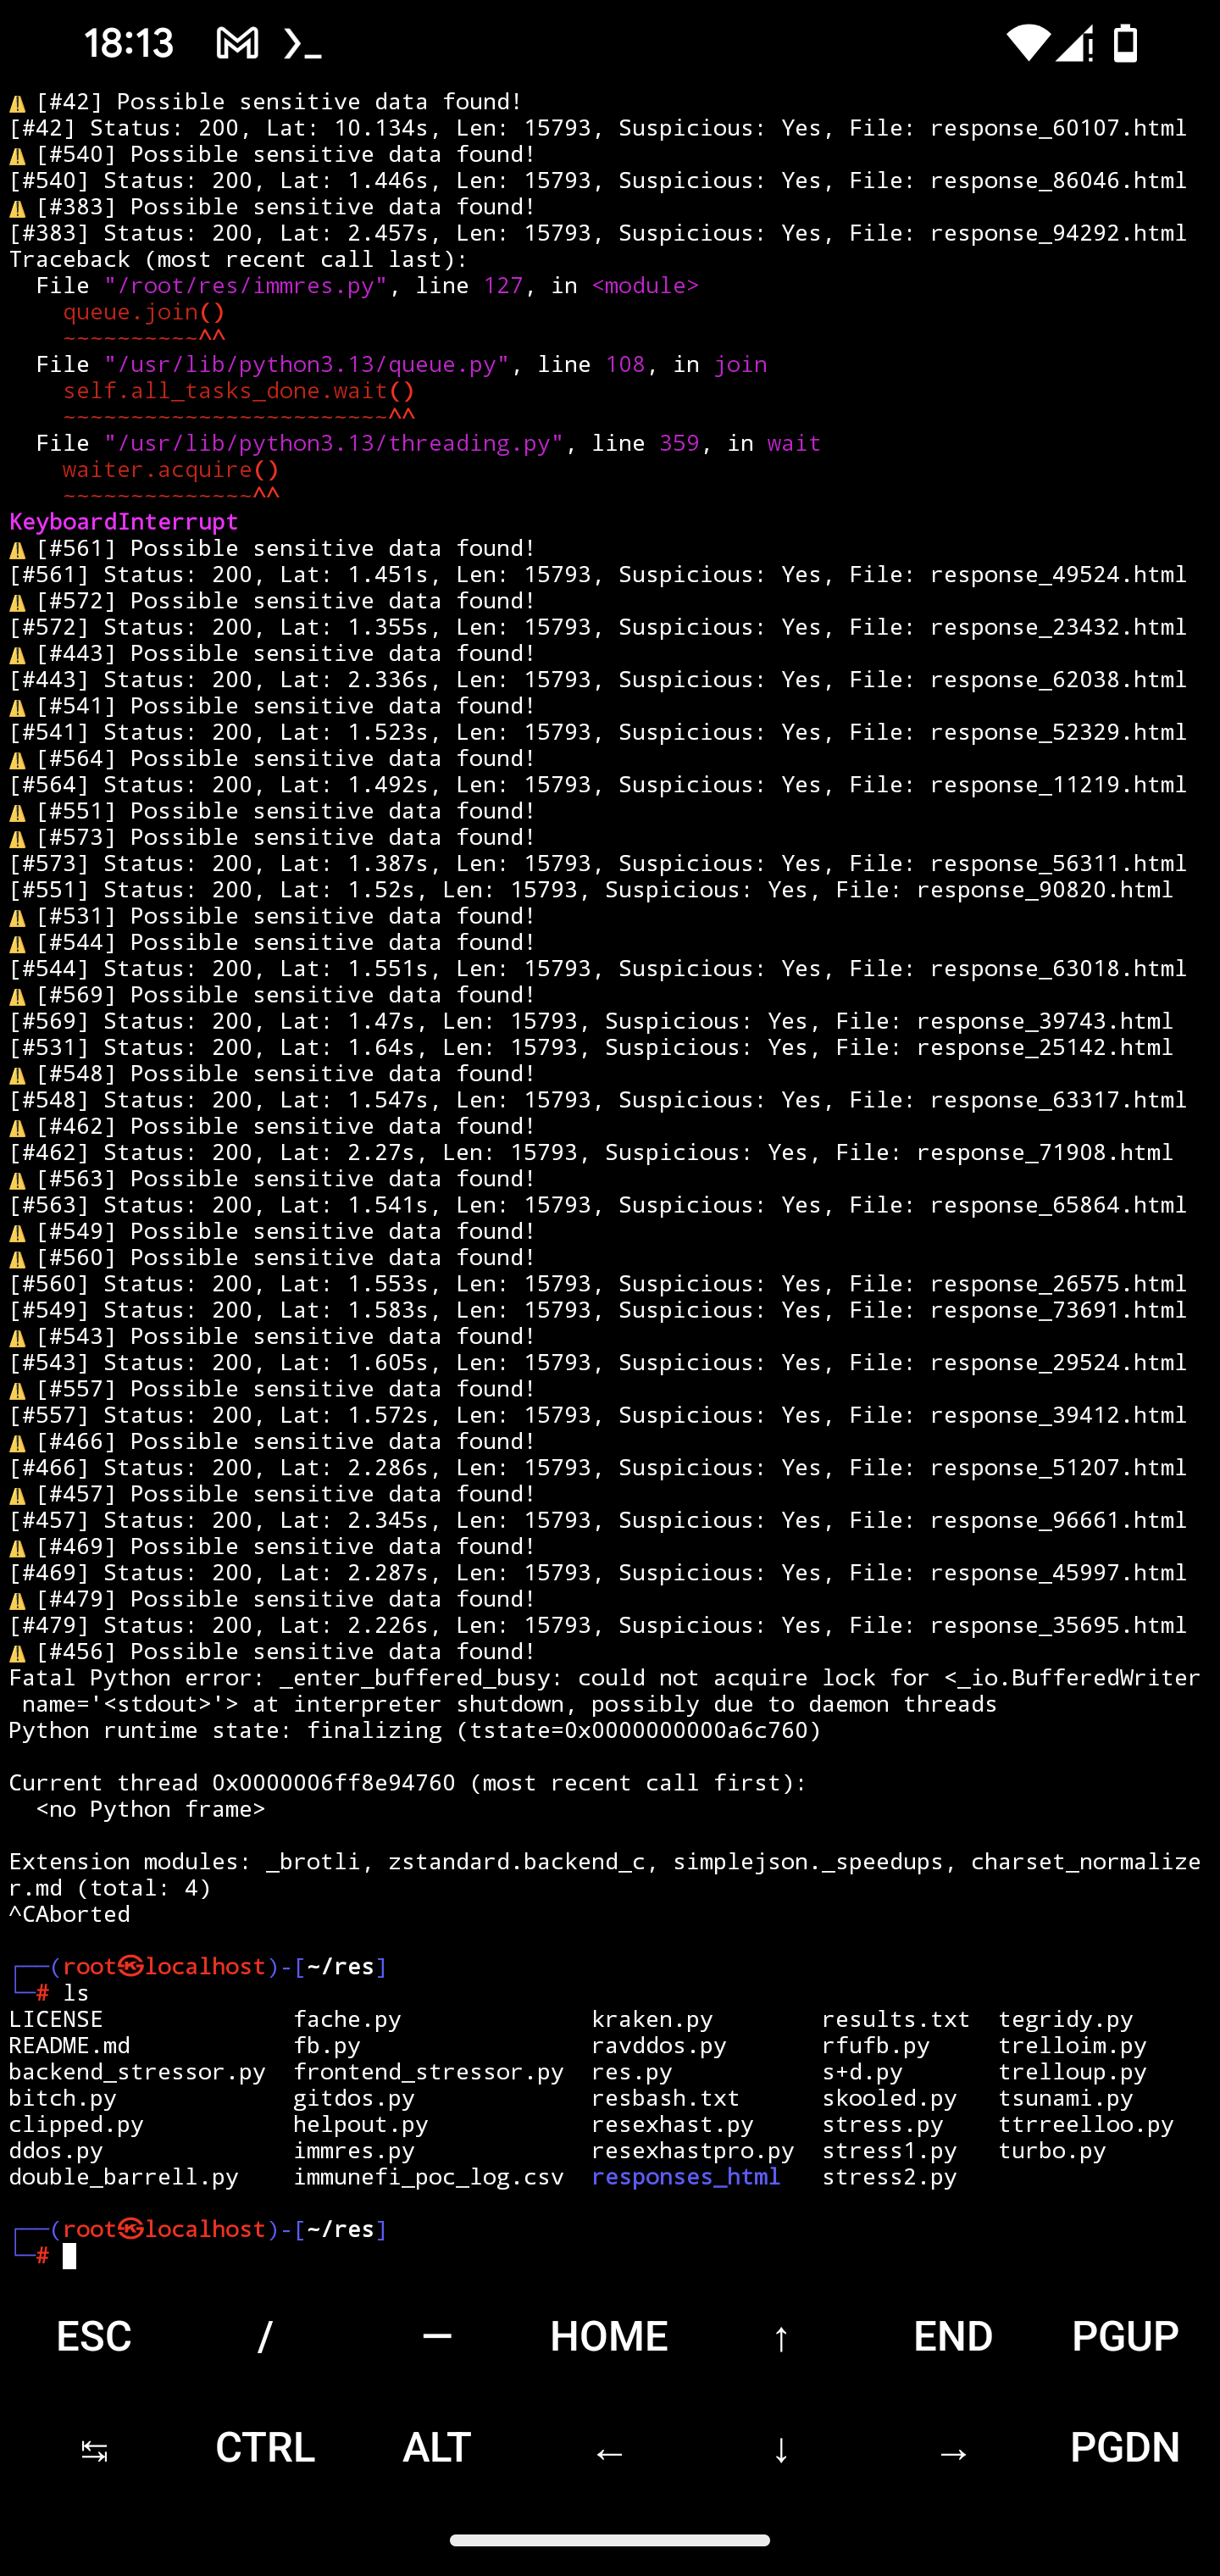 18:13
⚠ [#42] Possible sensitive data found!
[#42] Status: 200, Lat: 10.134s, Len: 15793, Suspicious: Yes, File: response_60107.html
⚠ [#540] Possible sensitive data found!
[#540] Status: 200, Lat: 1.446s, Len: 15793, Suspicious: Yes, File: response_86046.html
⚠ [#383] Possible sensitive data found!
[#383] Status: 200, Lat: 2.457s, Len: 15793, Suspicious: Yes, File: response_94292.html
Traceback (most recent call last):
  File "/root/res/immres.py", line 127, in <module>
    queue.join()
    ~~~~~~~~~~^^
  File "/usr/lib/python3.13/queue.py", line 108, in join
    self.all_tasks_done.wait()
    ~~~~~~~~~~~~~~~~~~~~~~~~^^
  File "/usr/lib/python3.13/threading.py", line 359, in wait
    waiter.acquire()
    ~~~~~~~~~~~~~~^^
KeyboardInterrupt
⚠ [#561] Possible sensitive data found!
[#561] Status: 200, Lat: 1.451s, Len: 15793, Suspicious: Yes, File: response_49524.html
⚠ [#572] Possible sensitive data found!
[#572] Status: 200, Lat: 1.355s, Len: 15793, Suspicious: Yes, File: response_23432.html
⚠ [#443] Possible sensitive data found!
[#443] Status: 200, Lat: 2.336s, Len: 15793, Suspicious: Yes, File: response_62038.html
⚠ [#541] Possible sensitive data found!
[#541] Status: 200, Lat: 1.523s, Len: 15793, Suspicious: Yes, File: response_52329.html
⚠ [#564] Possible sensitive data found!
[#564] Status: 200, Lat: 1.492s, Len: 15793, Suspicious: Yes, File: response_11219.html
⚠ [#551] Possible sensitive data found!
⚠ [#573] Possible sensitive data found!
[#573] Status: 200, Lat: 1.387s, Len: 15793, Suspicious: Yes, File: response_56311.html
[#551] Status: 200, Lat: 1.52s, Len: 15793, Suspicious: Yes, File: response_90820.html
⚠ [#531] Possible sensitive data found!
⚠ [#544] Possible sensitive data found!
[#544] Status: 200, Lat: 1.551s, Len: 15793, Suspicious: Yes, File: response_63018.html
⚠ [#569] Possible sensitive data found!
[#569] Status: 200, Lat: 1.47s, Len: 15793, Suspicious: Yes, File: response_39743.html
[#531] Status: 200, Lat: 1.64s, Len: 15793, Suspicious: Yes, File: response_25142.html
⚠ [#548] Possible sensitive data found!
[#548] Status: 200, Lat: 1.547s, Len: 15793, Suspicious: Yes, File: response_63317.html
⚠ [#462] Possible sensitive data found!
[#462] Status: 200, Lat: 2.27s, Len: 15793, Suspicious: Yes, File: response_71908.html
⚠ [#563] Possible sensitive data found!
[#563] Status: 200, Lat: 1.541s, Len: 15793, Suspicious: Yes, File: response_65864.html
⚠ [#549] Possible sensitive data found!
⚠ [#560] Possible sensitive data found!
[#560] Status: 200, Lat: 1.553s, Len: 15793, Suspicious: Yes, File: response_26575.html
[#549] Status: 200, Lat: 1.583s, Len: 15793, Suspicious: Yes, File: response_73691.html
⚠ [#543] Possible sensitive data found!
[#543] Status: 200, Lat: 1.605s, Len: 15793, Suspicious: Yes, File: response_29524.html
⚠ [#557] Possible sensitive data found!
[#557] Status: 200, Lat: 1.572s, Len: 15793, Suspicious: Yes, File: response_39412.html
⚠ [#466] Possible sensitive data found!
[#466] Status: 200, Lat: 2.286s, Len: 15793, Suspicious: Yes, File: response_51207.html
⚠ [#457] Possible sensitive data found!
[#457] Status: 200, Lat: 2.345s, Len: 15793, Suspicious: Yes, File: response_96661.html
⚠ [#469] Possible sensitive data found!
[#469] Status: 200, Lat: 2.287s, Len: 15793, Suspicious: Yes, File: response_45997.html
⚠ [#479] Possible sensitive data found!
[#479] Status: 200, Lat: 2.226s, Len: 15793, Suspicious: Yes, File: response_35695.html
⚠ [#456] Possible sensitive data found!
Fatal Python error: _enter_buffered_busy: could not acquire lock for <_io.BufferedWriter
 name='<stdout>'> at interpreter shutdown, possibly due to daemon threads
Python runtime state: finalizing (tstate=0x0000000000a6c760)
Current thread 0x0000006ff8e94760 (most recent call first):
  <no Python frame>
Extension modules: _brotli, zstandard.backend_c, simplejson._speedups, charset_normalize
r.md (total: 4)
^CAborted
┌──(root㉿localhost)-[~/res]
└─# ls
LICENSE fache.py kraken.py results.txt tegridy.py
README.md fb.py ravddos.py rfufb.py trelloim.py
backend_stressor.py frontend_stressor.py res.py s+d.py trelloup.py
bitch.py gitdos.py resbash.txt skooled.py tsunami.py
clipped.py helpout.py resexhast.py stress.py ttrreelloo.py
ddos.py immres.py resexhastpro.py stress1.py turbo.py
double_barrell.py immunefi_poc_log.csv responses_html stress2.py
┌──(root㉿localhost)-[~/res]
└─#
ESC / — HOME ↑ END PGUP
↹ CTRL ALT ← ↓ → PGDN